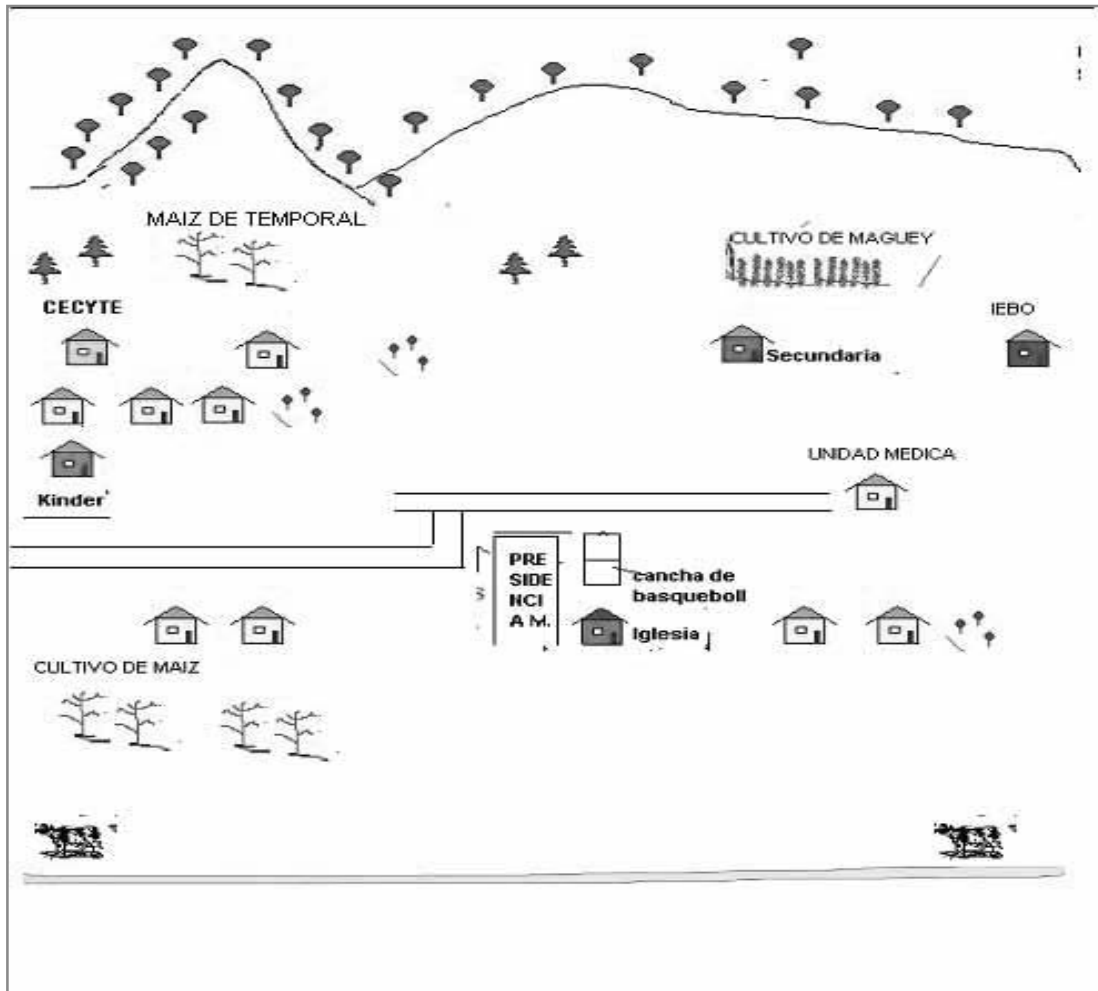 MAIZ DE TEMPORAL
CULTIVO DE MAGUEY
CECYTE
IEBO
Secundaria
UNIDAD MEDICA
Kinder
PRE
SIDE
NCI
A M.
cancha de
basqueboll
Iglesia
CULTIVO DE MAIZ